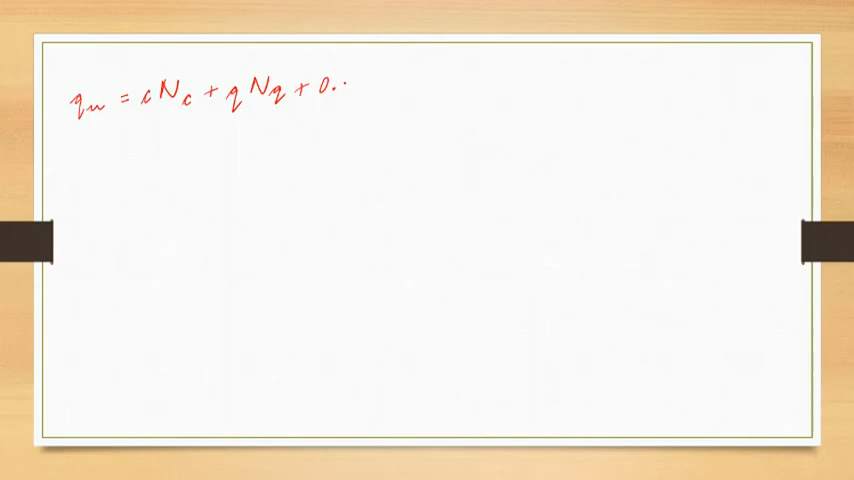 qu = cNc + qNq + 0..